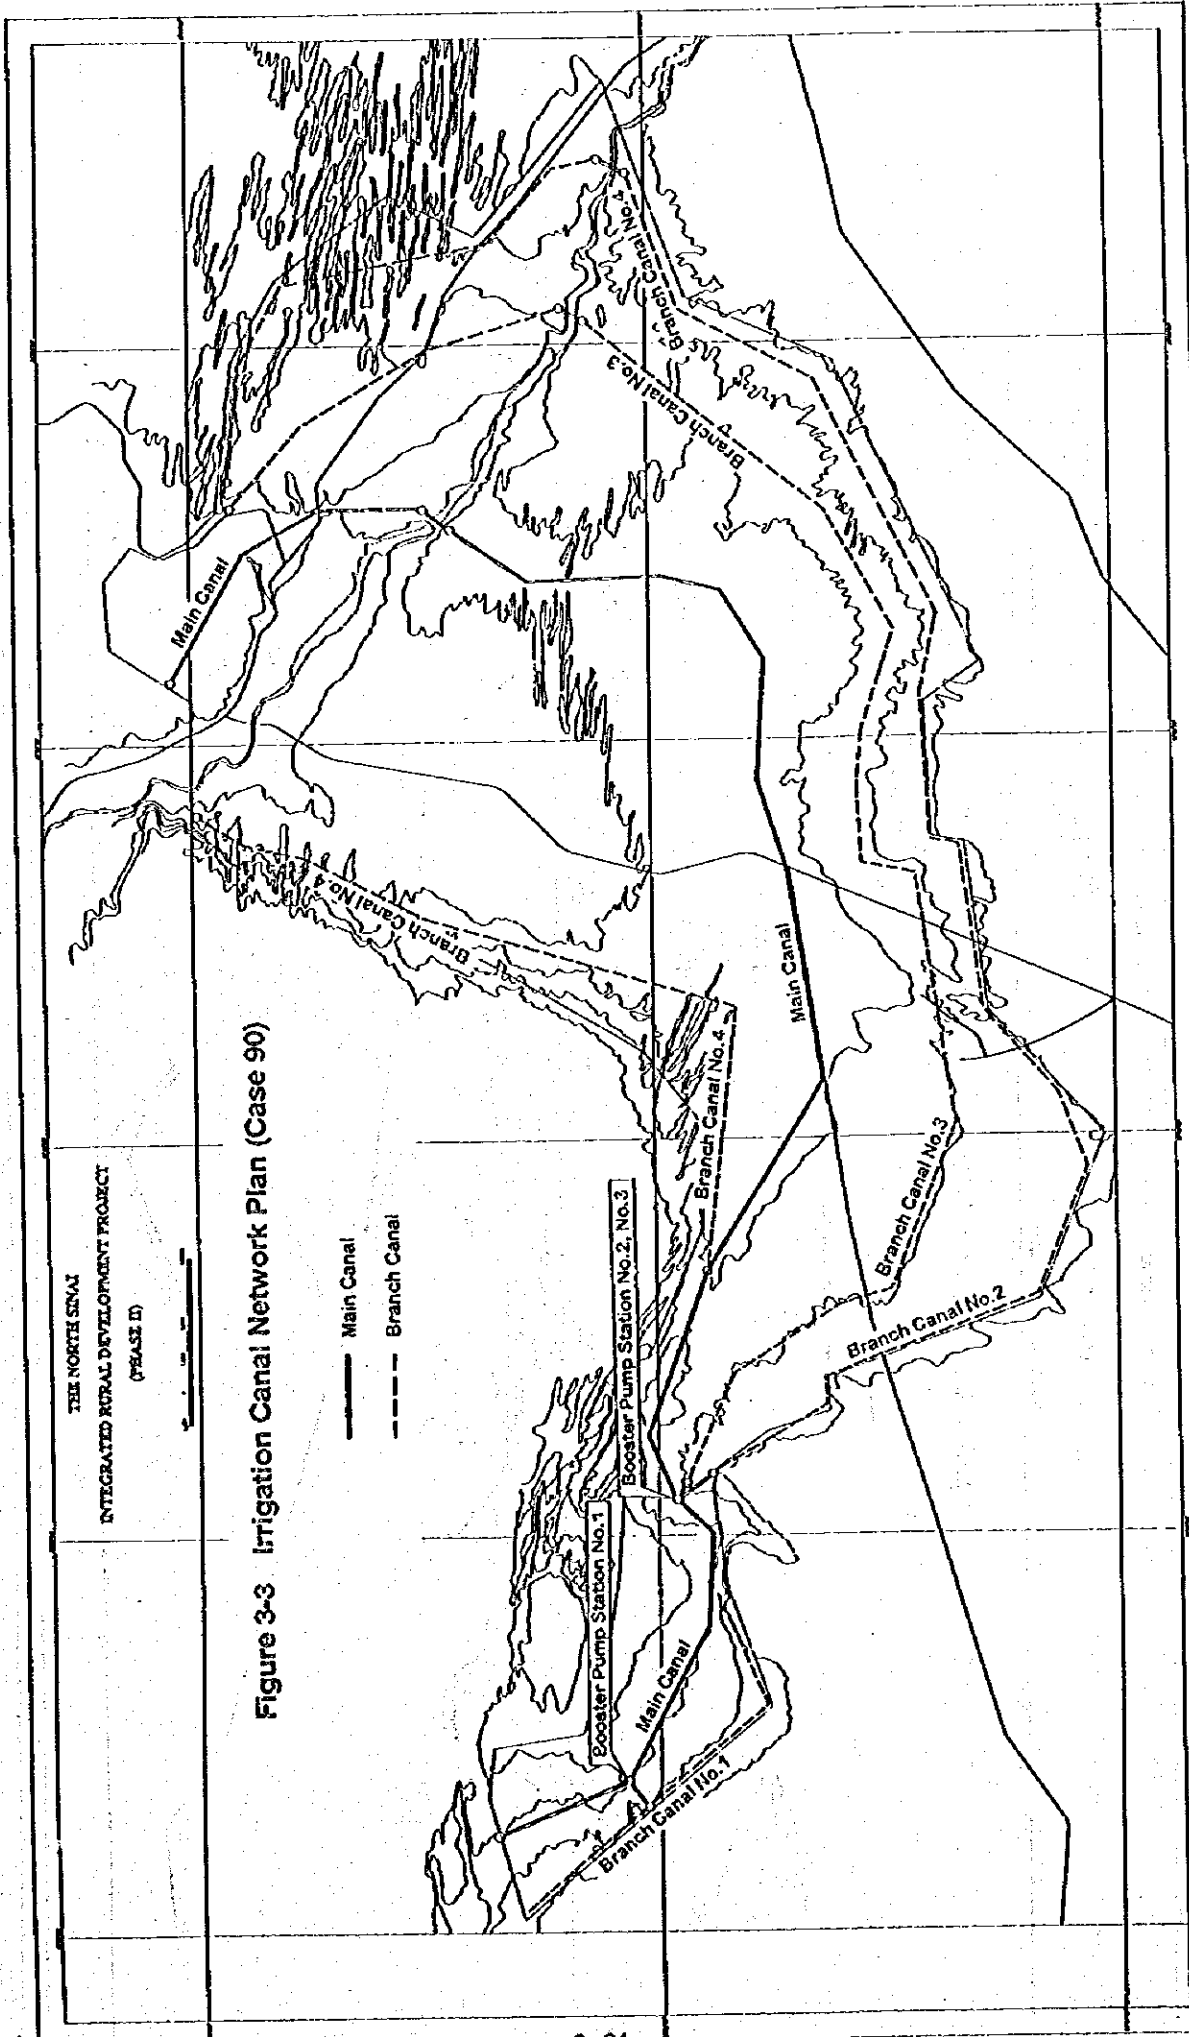 THE NORTH SINAI
INTEGRATED RURAL DEVELOPMENT PROJECT
(PHASE II)
Figure 3-3 Irrigation Canal Network Plan (Case 90)
Main Canal
Branch Canal
Booster Pump Station No.1
Booster Pump Station No.2, No.3
Main Canal
Branch Canal No.1
Branch Canal No.2
Branch Canal No.3
Branch Canal No.4
Main Canal
Branch Canal No.4
Main Canal
Branch Canal No.3
Branch Canal No.4